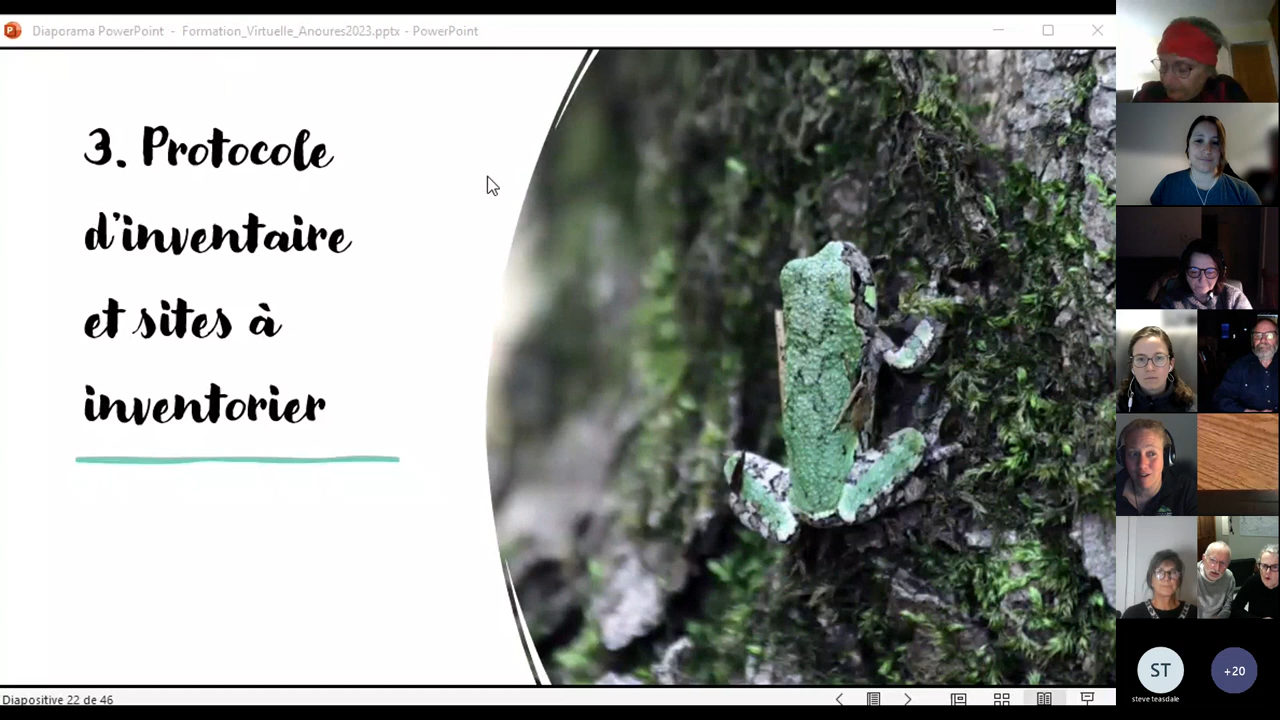 Diaporama PowerPoint - Formation_Virtuelle_Anoures2023.pptx - PowerPoint
3. Protocole
d'inventaire
et sites à
inventorier
Diapositive 22 de 46
ST
steve teasdale
+20